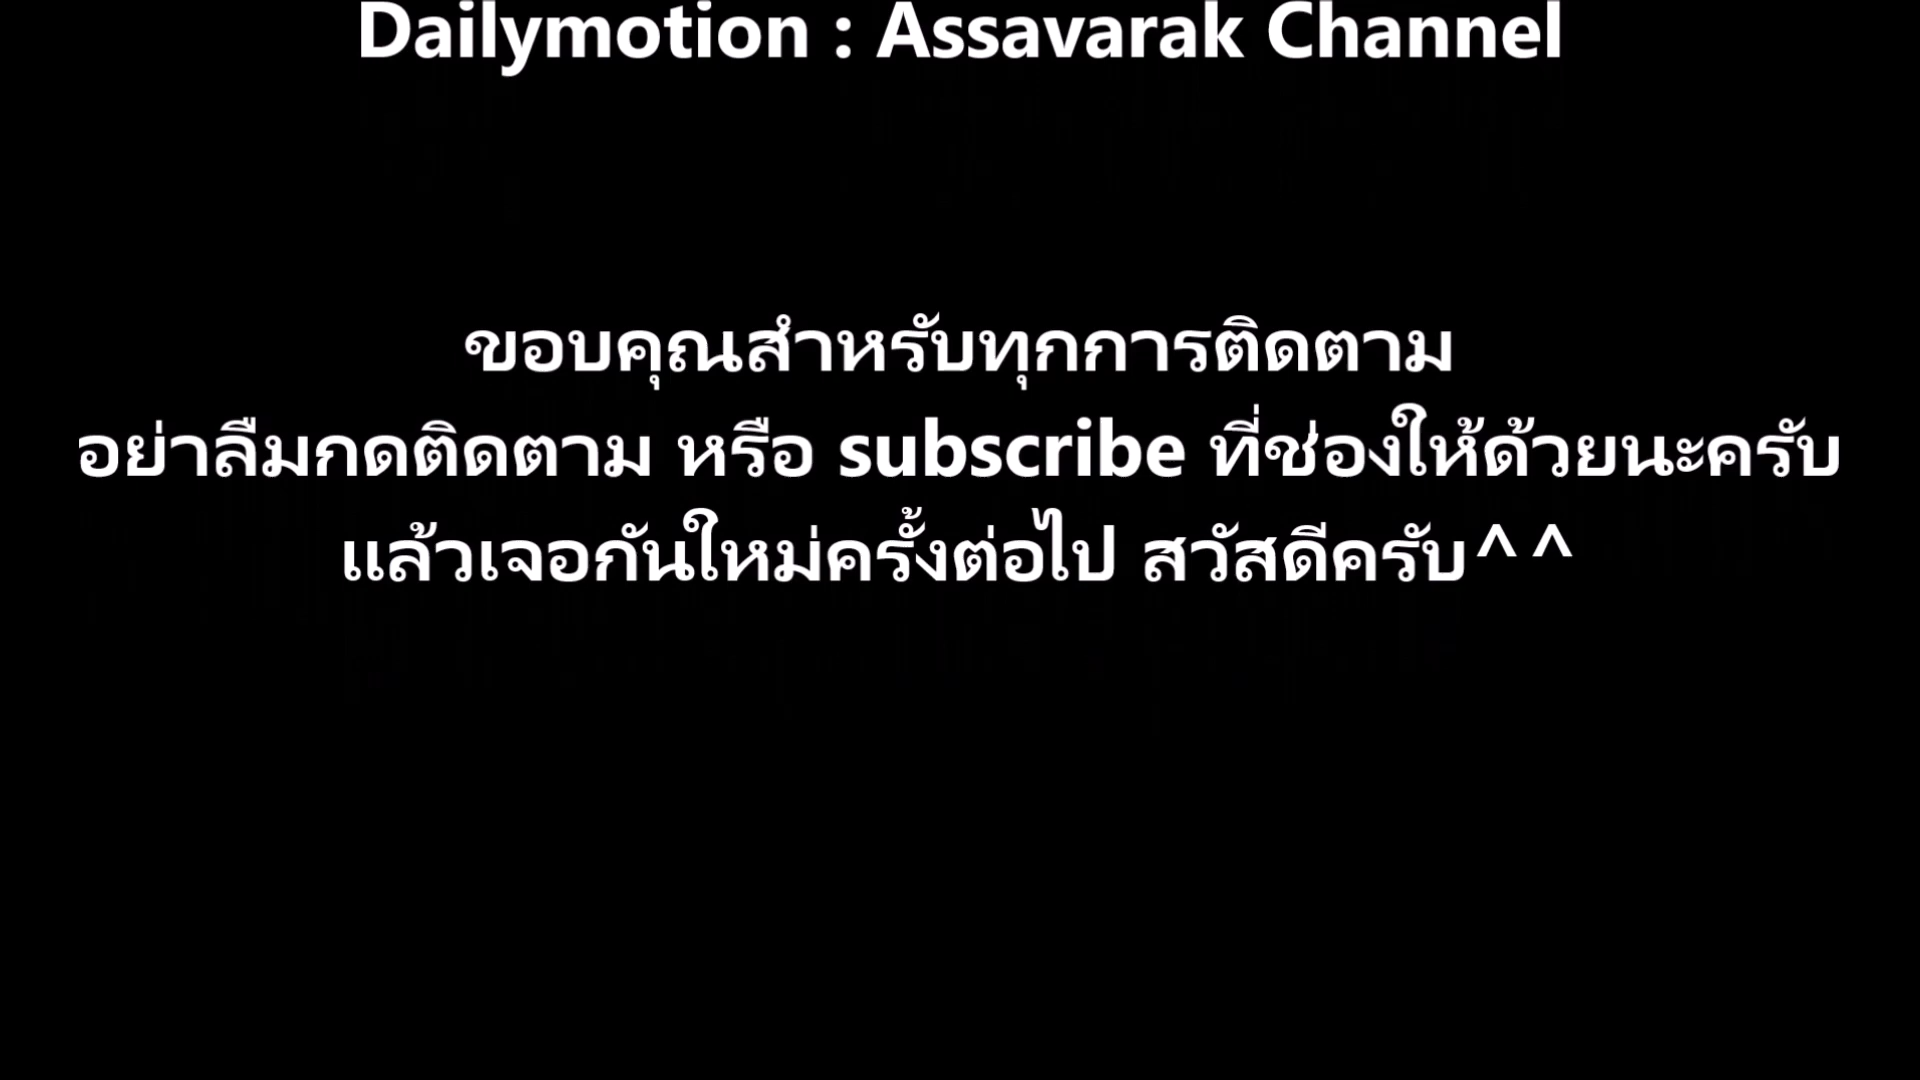 Dailymotion : Assavarak Channel
ขอบคุณสำหรับทุกการติดตาม
อย่าลืมกดติดตาม หรือ subscribe ที่ช่องให้ด้วยนะครับ
แล้วเจอกันใหม่ครั้งต่อไป สวัสดีครับ^^